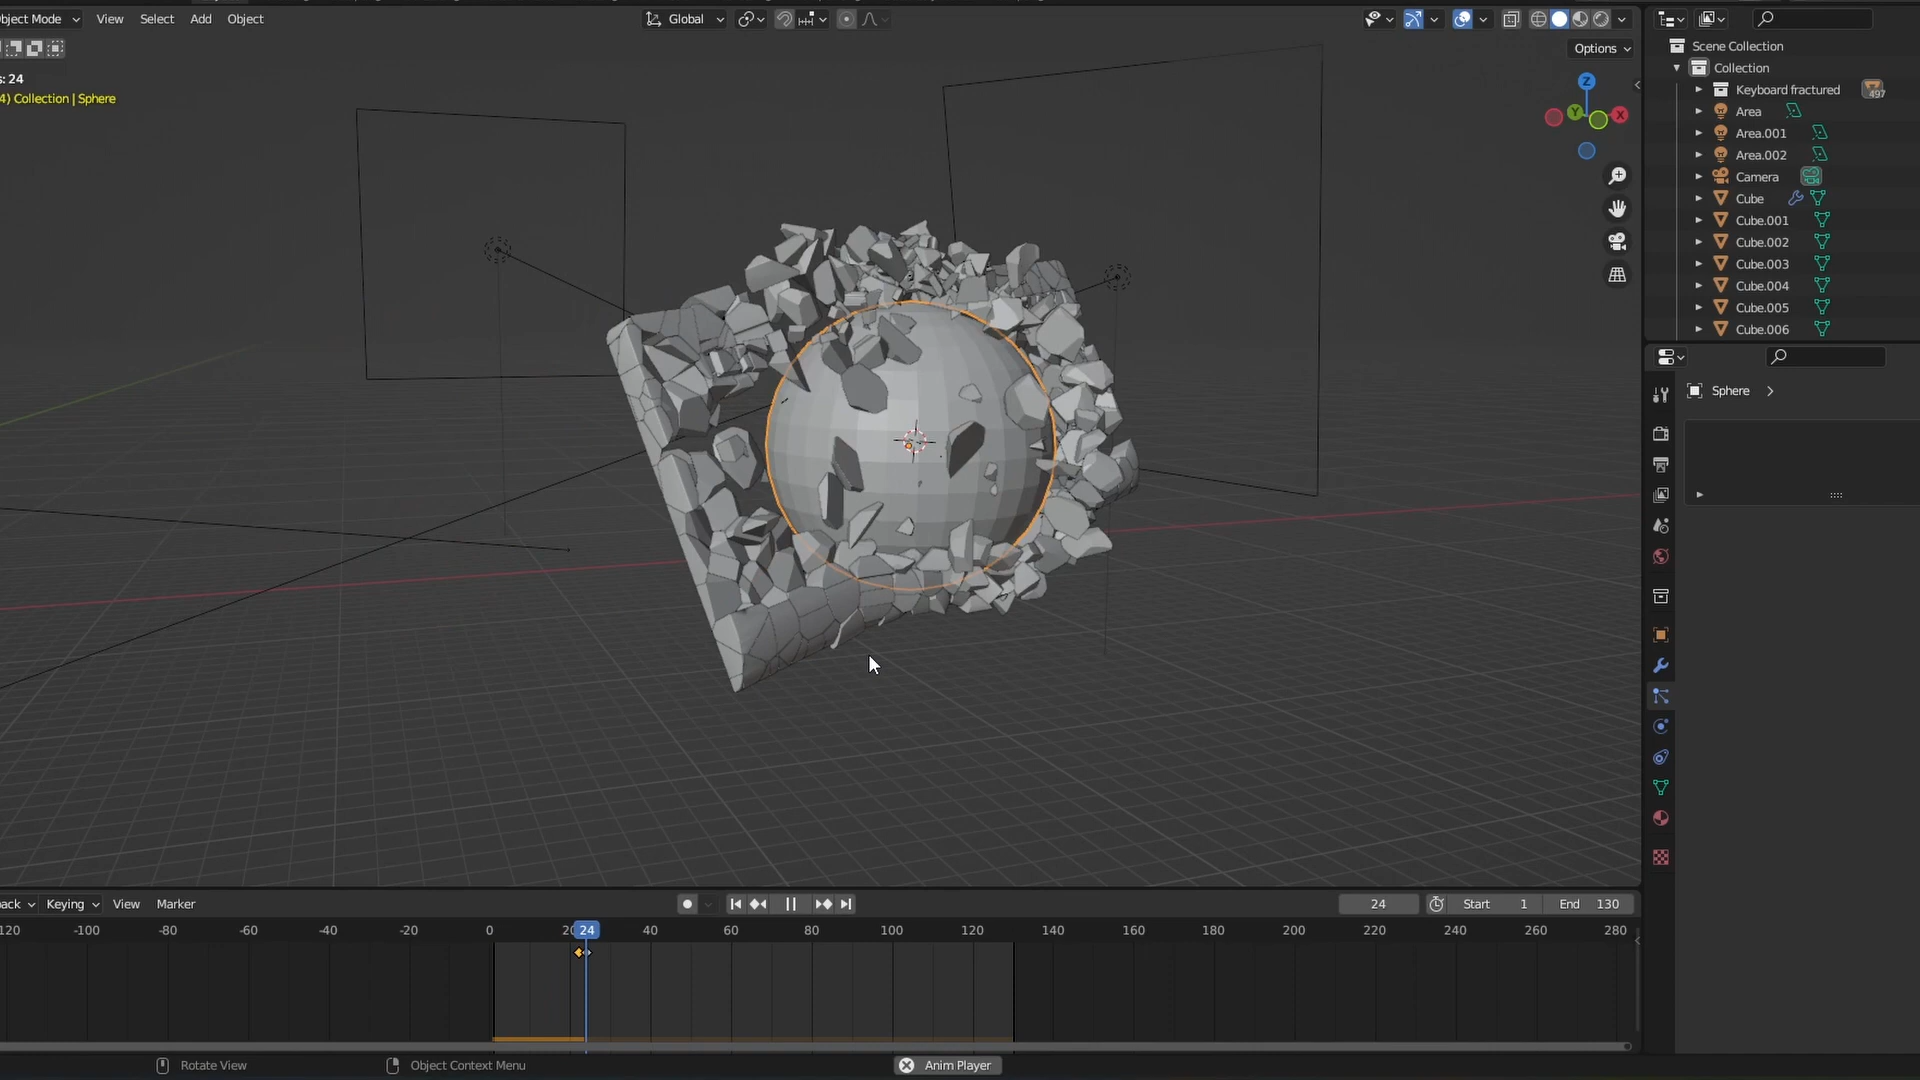 bject Mode View Select Add Object Global
Options
s: 24
4) Collection | Sphere
Z
Y X
Scene Collection
Collection
Keyboard fractured 497
Area
Area.001
Area.002
Camera
Cube
Cube.001
Cube.002
Cube.003
Cube.004
Cube.005
Cube.006
Sphere
ack Keying View Marker 24 Start 1 End 130
120 -100 -80 -60 -40 -20 0 20 24 40 60 80 100 120 140 160 180 200 220 240 260 280
Rotate View Object Context Menu Anim Player